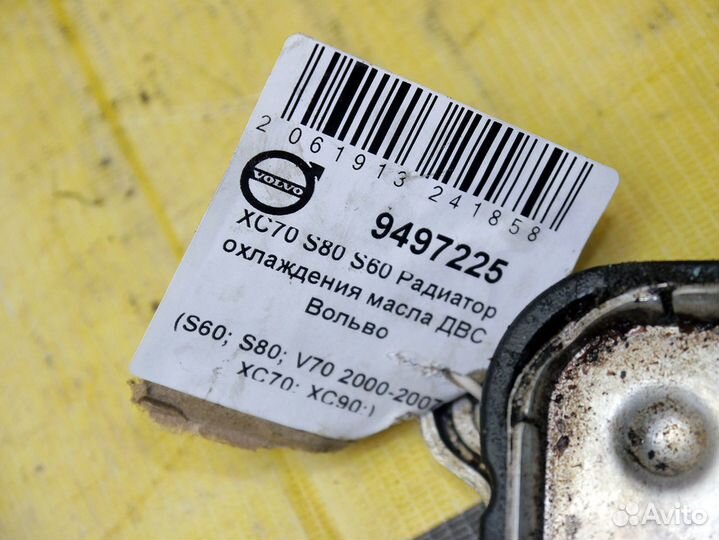 2 061913 241858
VOLVO
9497225
XC70 S80 S60 Радиатор
охлаждения масла ДВС
Вольво
(S60; S80; V70 2000-2007
XC70; XC90;)
Avito